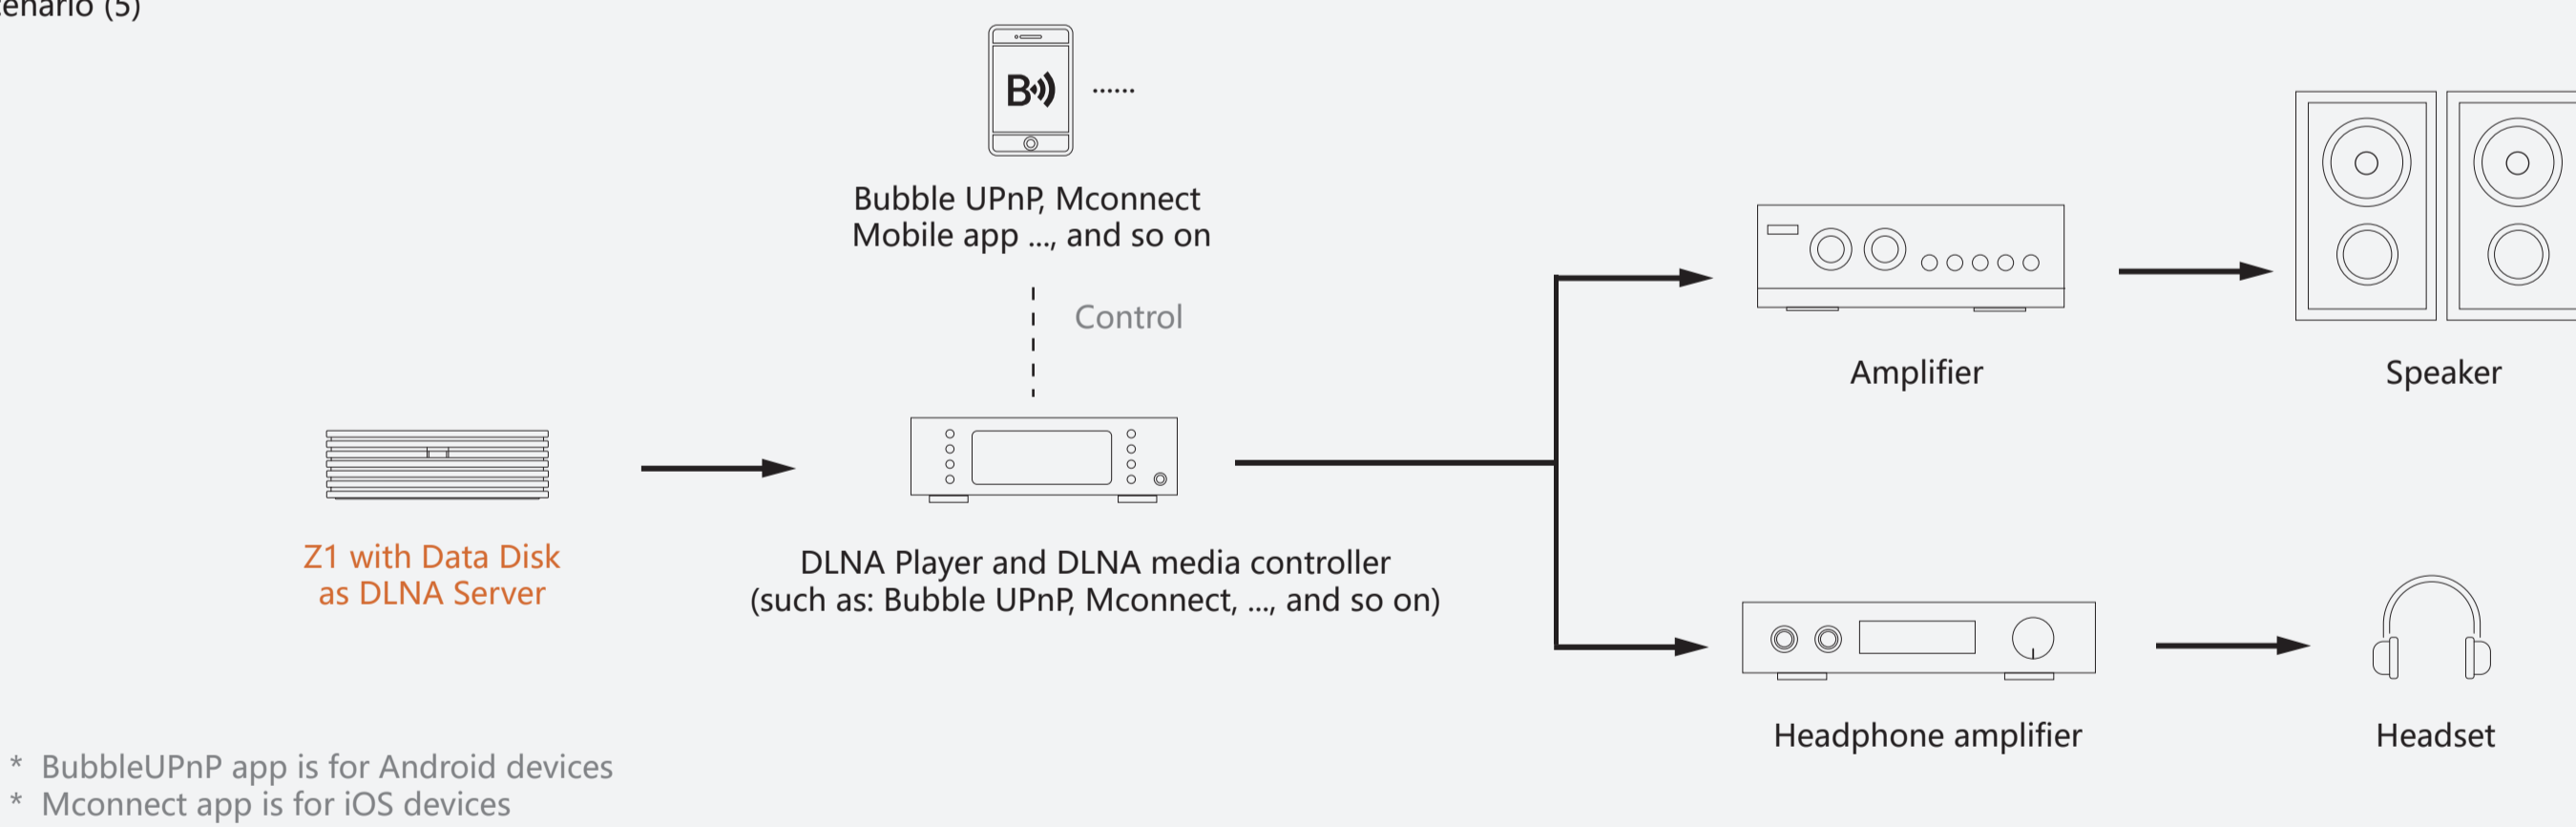 (5)
B
......
Bubble UPnP, Mconnect
Mobile app ..., and so on
Control
Amplifier
Speaker
Z1 with Data Disk
as DLNA Server
DLNA Player and DLNA media controller
(such as: Bubble UPnP, Mconnect, ..., and so on)
Headphone amplifier
Headset
* BubbleUPnP app is for Android devices
* Mconnect app is for iOS devices